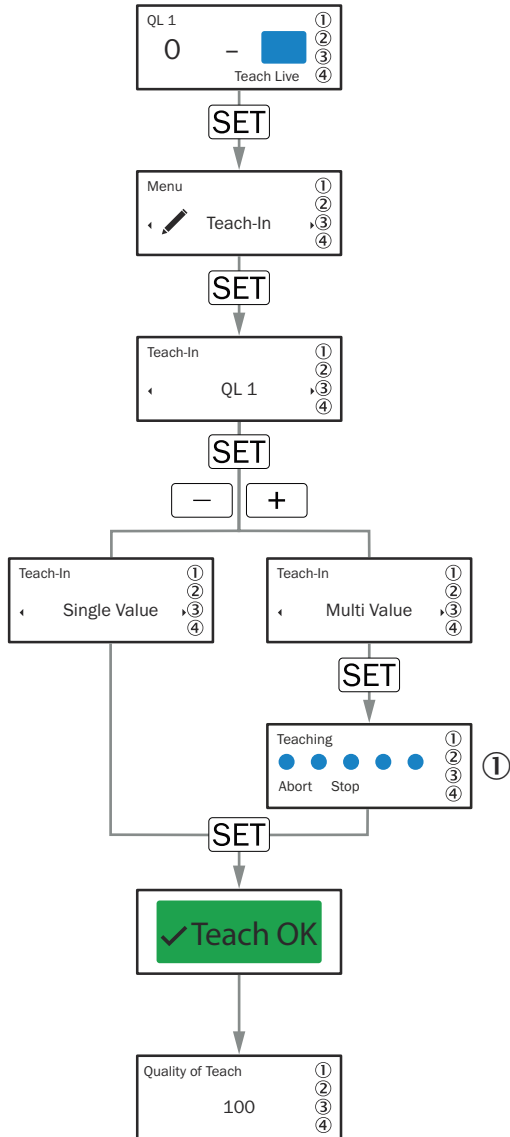 QL 1 ①
0 – ②
③
Teach Live ④
SET
Menu ①
②
Teach-In ③
④
SET
Teach-In ①
②
QL 1 ③
④
SET
– +
Teach-In ①
②
Single Value ③
④
Teach-In ①
②
Multi Value ③
④
SET
Teaching ①
②
③
Abort Stop ④
①
SET
✓Teach OK
Quality of Teach ①
②
100 ③
④